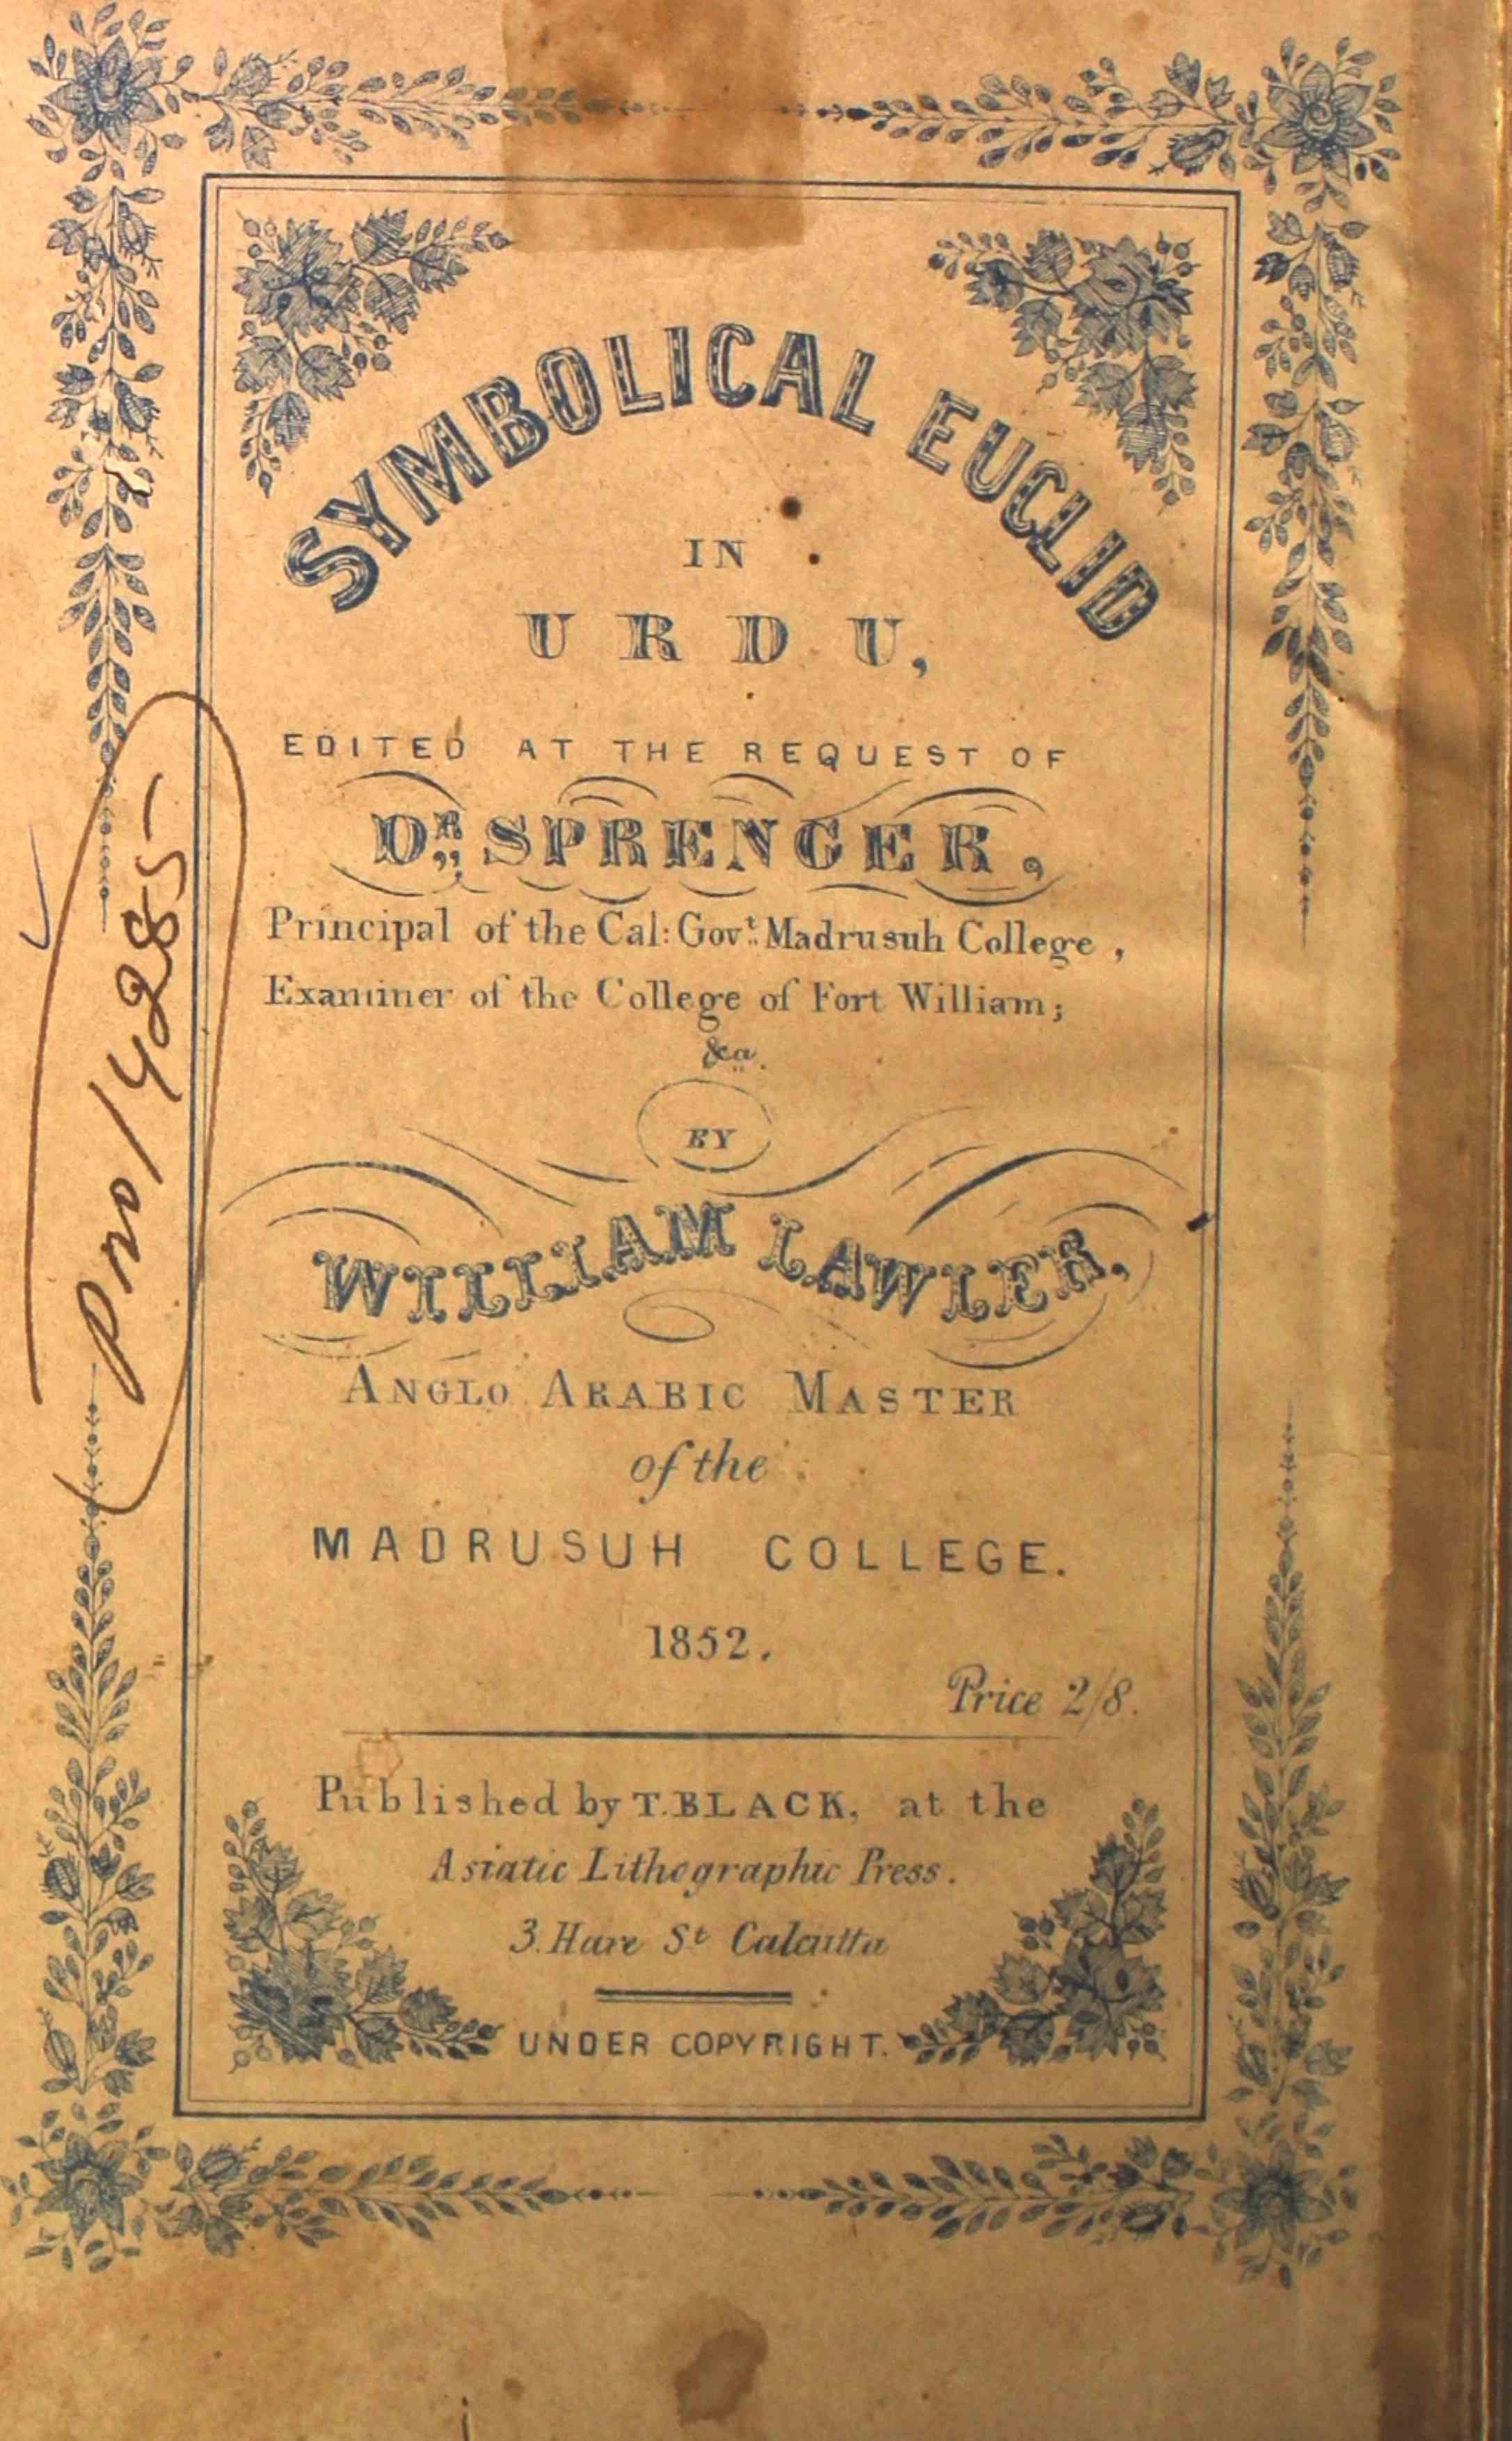 SYMBOLICAL EUCLID
IN
URDU,
EDITED AT THE REQUEST OF
DR. SPRENGER,
Principal of the Cal: Govt. Madrusuh College,
Examiner of the College of Fort William;
&a.
BY
WILLIAM LAWLER,
ANGLO ARABIC MASTER
of the
MADRUSUH COLLEGE.
1852.
Price 2/8.
Published by T. BLACK, at the
Asiatic Lithographic Press.
3. Hare St Calcutta
UNDER COPYRIGHT.